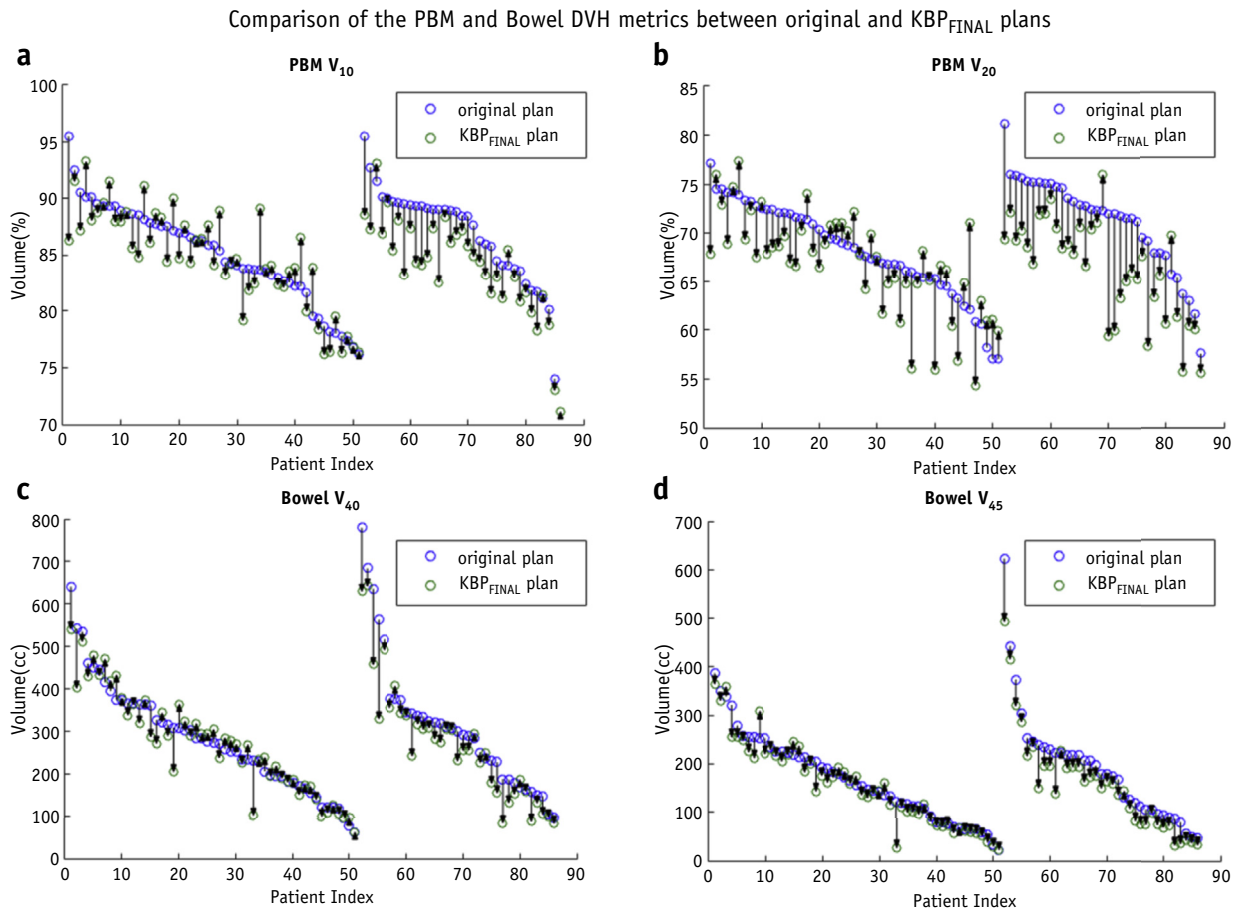 Comparison of the PBM and Bowel DVH metrics between original and KBP_FINAL plans
a
PBM V10
Volume(%)
100
95
90
85
80
75
70
0 10 20 30 40 50 60 70 80 90
Patient Index
original plan
KBP_FINAL plan
b
PBM V20
Volume(%)
85
80
75
70
65
60
55
50
0 10 20 30 40 50 60 70 80 90
Patient Index
original plan
KBP_FINAL plan
c
Bowel V40
Volume(cc)
800
700
600
500
400
300
200
100
0
0 10 20 30 40 50 60 70 80 90
Patient Index
original plan
KBP_FINAL plan
d
Bowel V45
Volume(cc)
700
600
500
400
300
200
100
0
0 10 20 30 40 50 60 70 80 90
Patient Index
original plan
KBP_FINAL plan